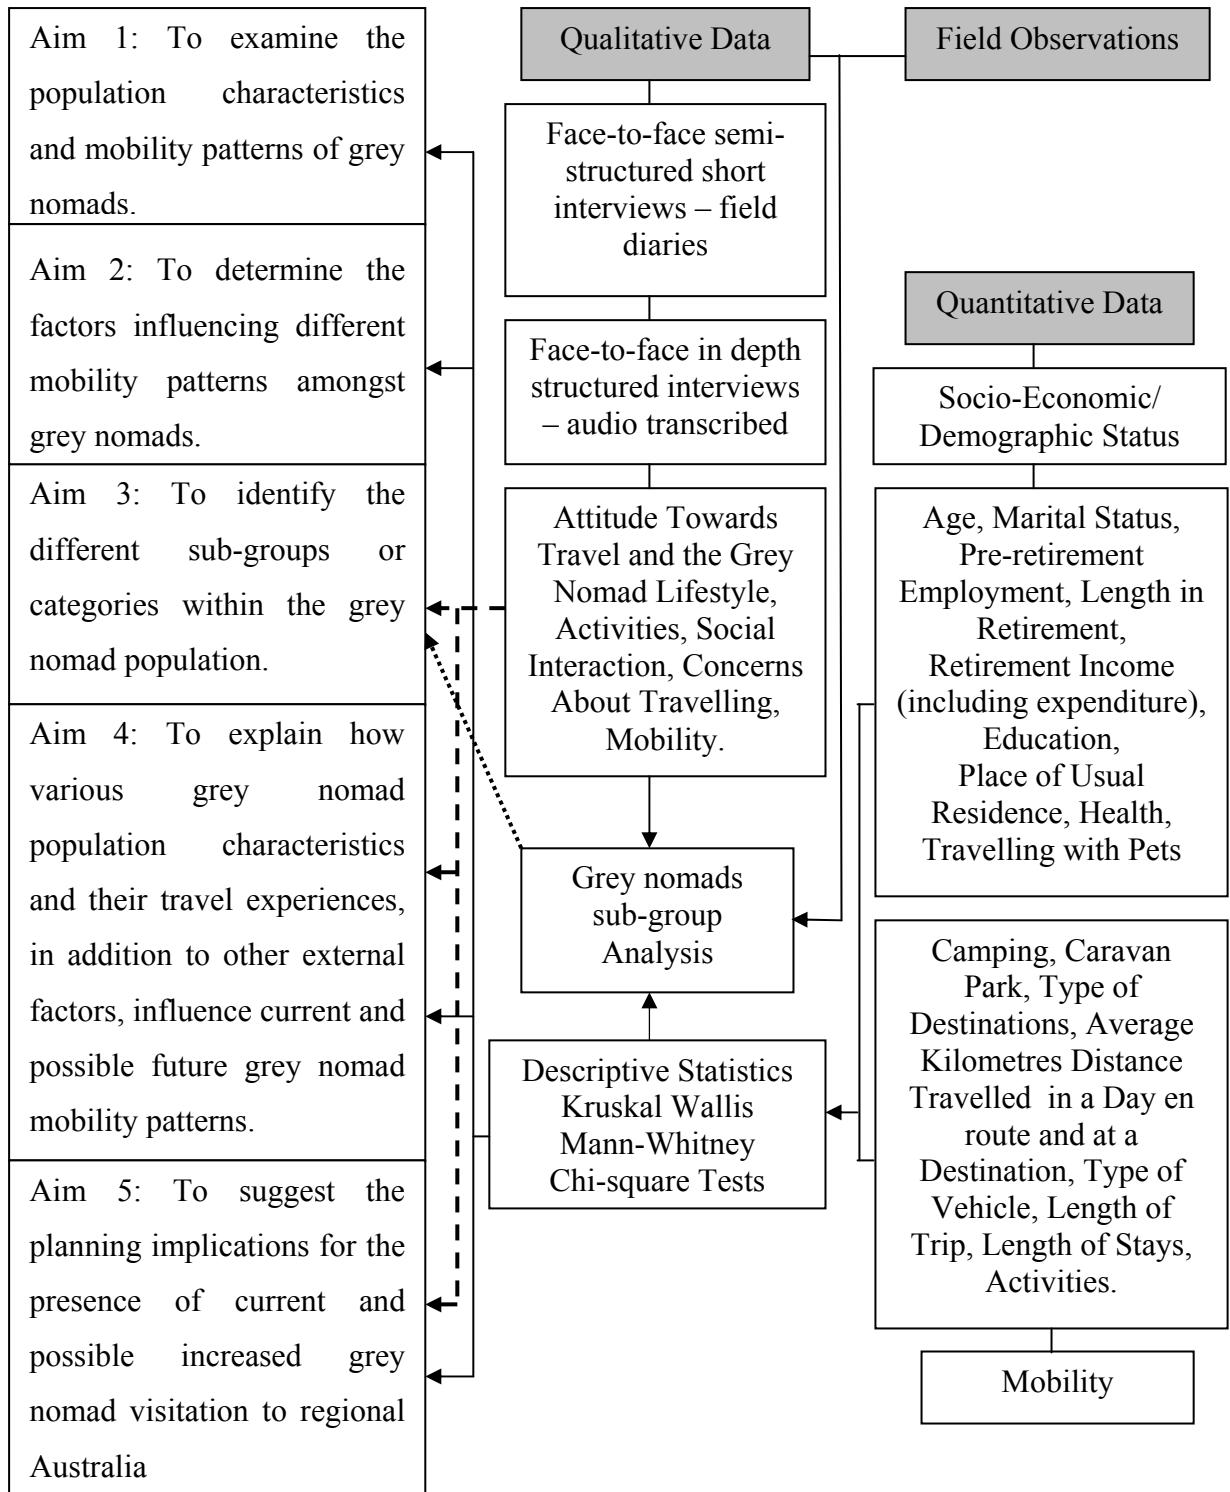 Aim 1: To examine the
population characteristics
and mobility patterns of grey
nomads.
Aim 2: To determine the
factors influencing different
mobility patterns amongst
grey nomads.
Aim 3: To identify the
different sub-groups or
categories within the grey
nomad population.
Aim 4: To explain how
various grey nomad
population characteristics
and their travel experiences,
in addition to other external
factors, influence current and
possible future grey nomad
mobility patterns.
Aim 5: To suggest the
planning implications for the
presence of current and
possible increased grey
nomad visitation to regional
Australia
Qualitative Data
Face-to-face semi-
structured short
interviews – field
diaries
Face-to-face in depth
structured interviews
– audio transcribed
Attitude Towards
Travel and the Grey
Nomad Lifestyle,
Activities, Social
Interaction, Concerns
About Travelling,
Mobility.
Grey nomads
sub-group
Analysis
Descriptive Statistics
Kruskal Wallis
Mann-Whitney
Chi-square Tests
Field Observations
Quantitative Data
Socio-Economic/
Demographic Status
Age, Marital Status,
Pre-retirement
Employment, Length in
Retirement,
Retirement Income
(including expenditure),
Education,
Place of Usual
Residence, Health,
Travelling with Pets
Camping, Caravan
Park, Type of
Destinations, Average
Kilometres Distance
Travelled in a Day en
route and at a
Destination, Type of
Vehicle, Length of
Trip, Length of Stays,
Activities.
Mobility